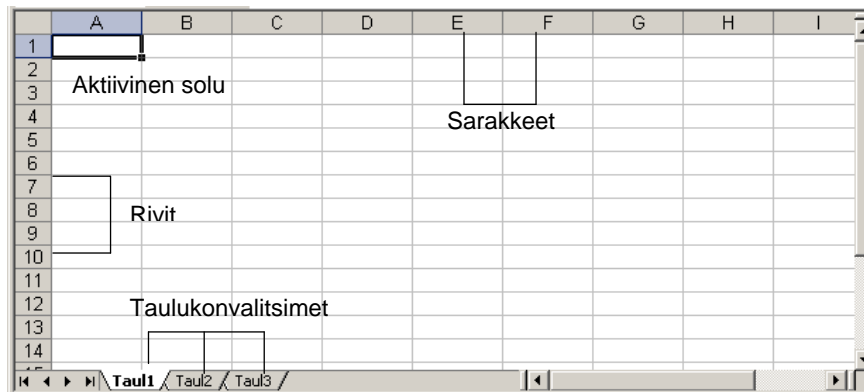 A B C D E F G H I
1
2
Aktiivinen solu
3
4
Sarakkeet
5
6
7
8
Rivit
9
10
11
12
Taulukonvalitsimet
13
14
15
Taul1 Taul2 Taul3